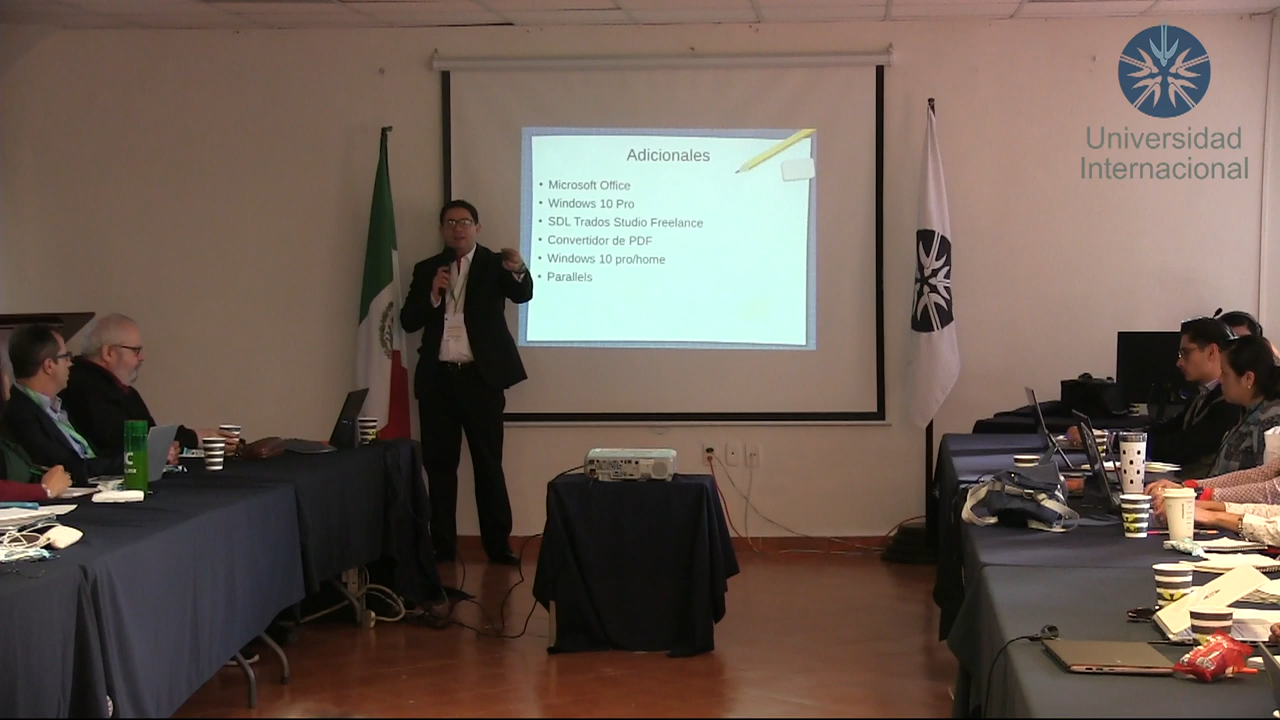 Universidad
Internacional
Adicionales
• Microsoft Office
• Windows 10 Pro
• SDL Trados Studio Freelance
• Convertidor de PDF
• Windows 10 pro/home
• Parallels